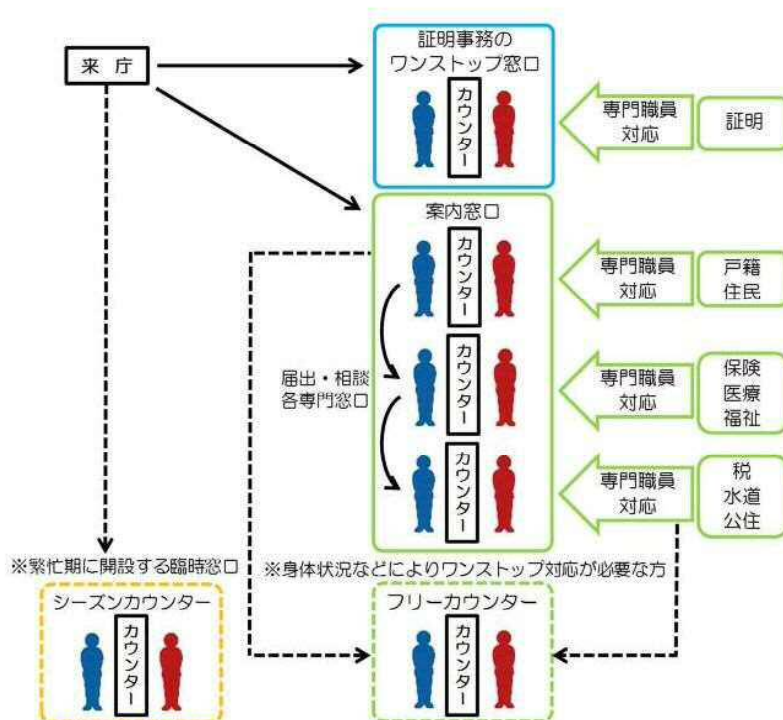 来 庁
証明事務の
ワンストップ窓口
カウンター
専門職員
対応
証明
案内窓口
カウンター
専門職員
対応
戸籍
住民
届出・相談
各専門窓口
カウンター
専門職員
対応
保険
医療
福祉
カウンター
専門職員
対応
税
水道
公住
※繁忙期に開設する臨時窓口
シーズンカウンター
カウンター
※身体状況などによりワンストップ対応が必要な方
フリーカウンター
カウンター